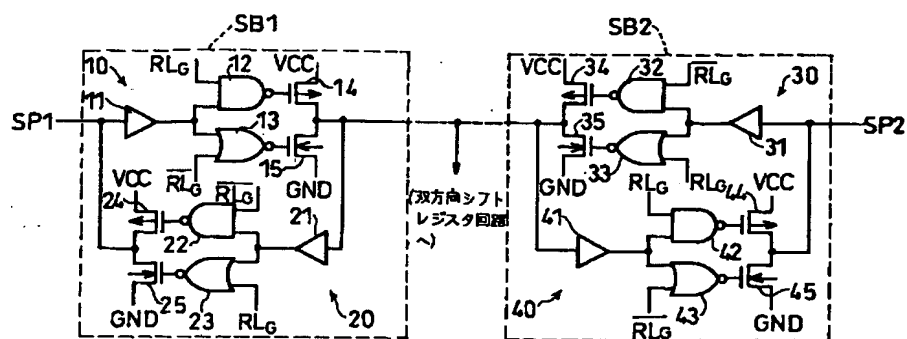 SB1
SB2
10
RLG
12
VCC
14
11
13
15
SP1
RLG
GND
VCC
24
RLG
21
22
25
23
GND
RLG
20
(双方向シフト
レジスタ回路
へ)
VCC
34
32
RLG
30
35
31
33
SP2
GND
RLG
RLG
44
VCC
41
42
40
43
45
RLG
GND